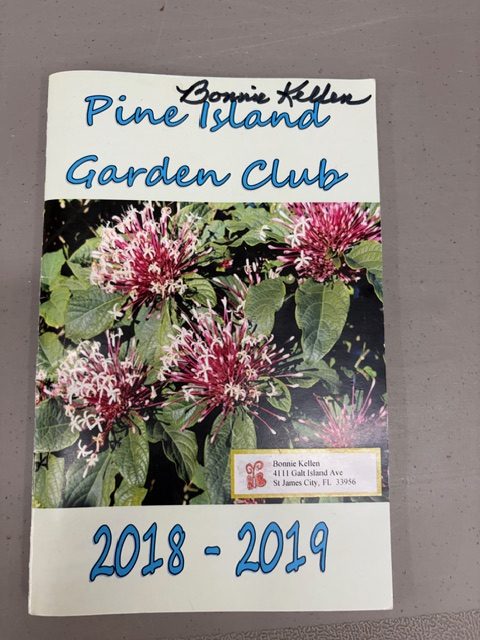 Bonnie Kellen
Pine Island
Garden Club
Bonnie Kellen
4111 Galt Island Ave
St James City, FL 33956
2018 - 2019